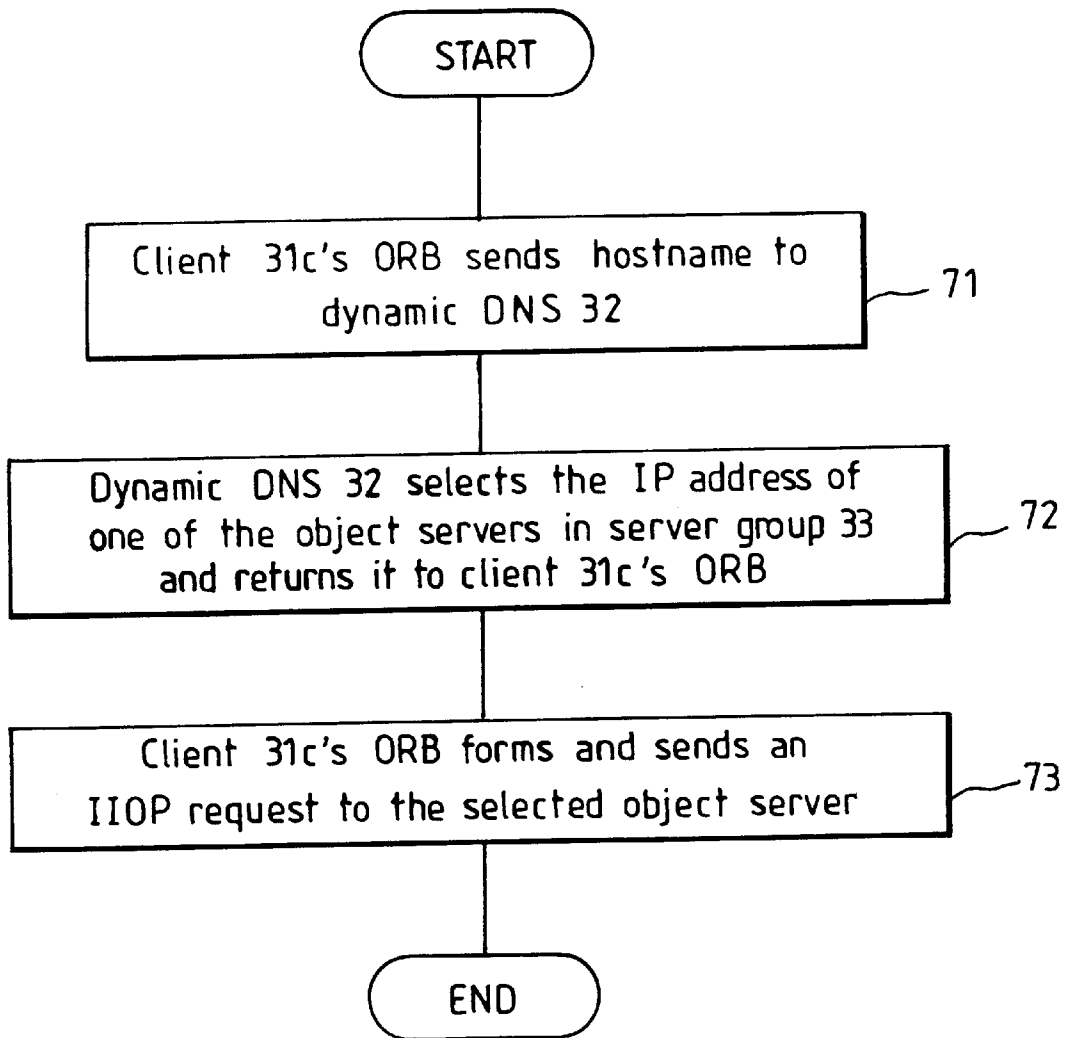 START
Client 31c's ORB sends hostname to
dynamic DNS 32
71
Dynamic DNS 32 selects the IP address of
one of the object servers in server group 33
and returns it to client 31c's ORB
72
Client 31c's ORB forms and sends an
IIOP request to the selected object server
73
END